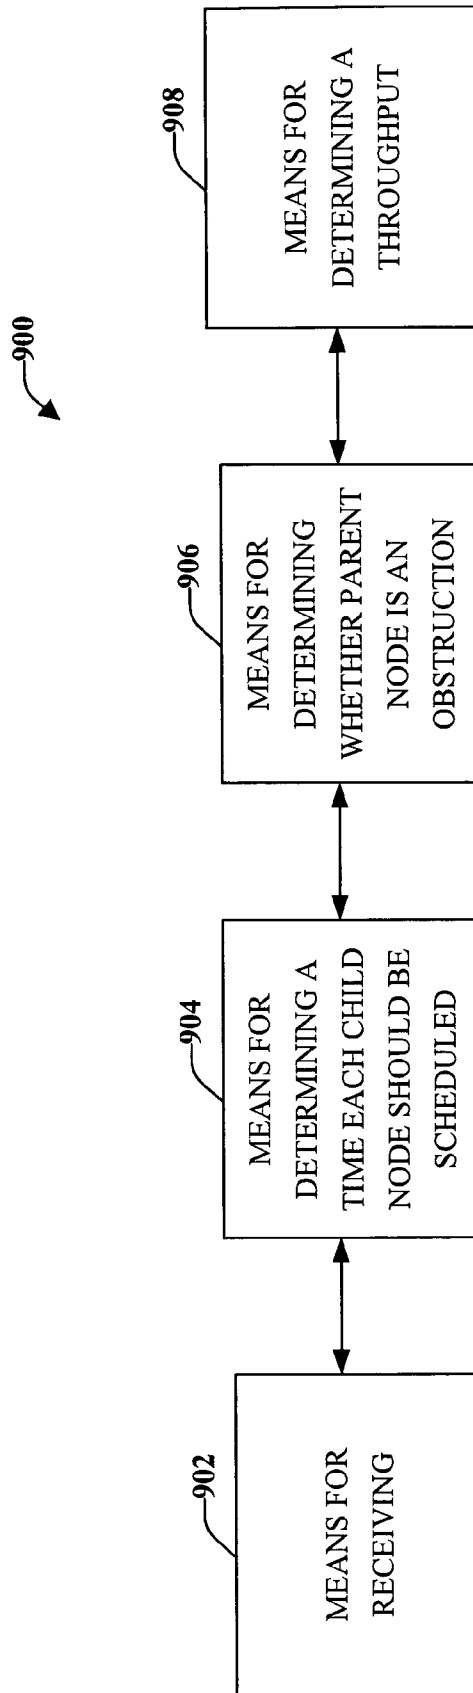 900
902
MEANS FOR
RECEIVING
904
MEANS FOR
DETERMINING A
TIME EACH CHILD
NODE SHOULD BE
SCHEDULED
906
MEANS FOR
DETERMINING
WHETHER PARENT
NODE IS AN
OBSTRUCTION
908
MEANS FOR
DETERMINING A
THROUGHPUT